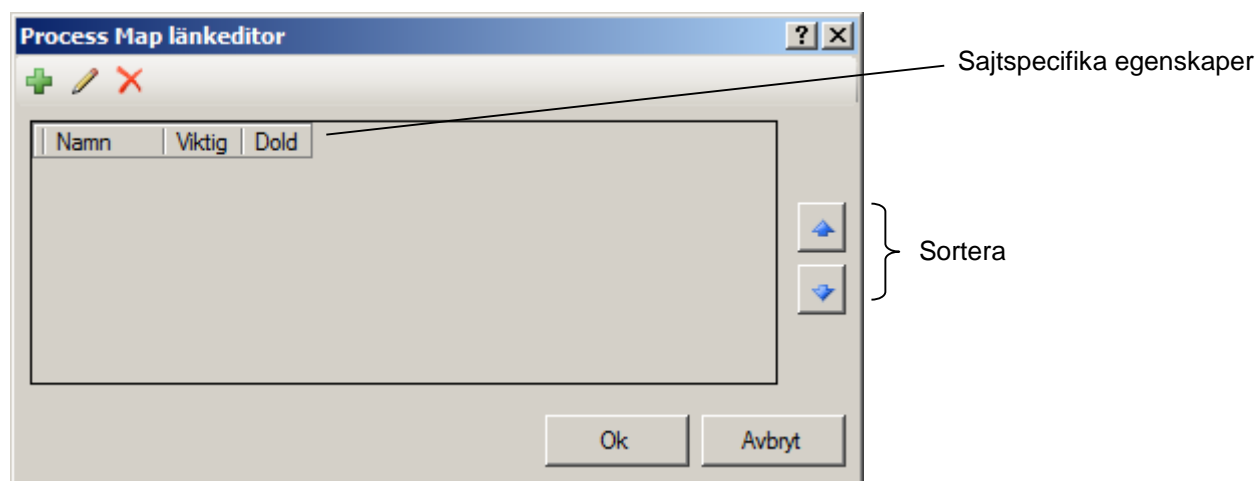 Process Map länkeditor
Sajtspecifika egenskaper
Namn Viktig Dold
Sortera
Ok Avbryt